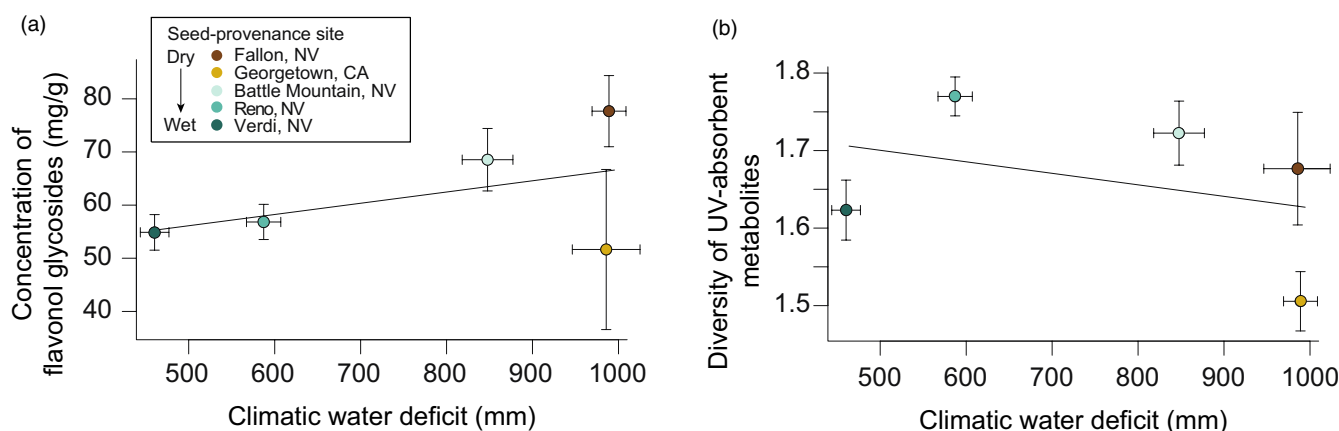 (a)
Seed-provenance site
Dry
Wet
Fallon, NV
Georgetown, CA
Battle Mountain, NV
Reno, NV
Verdi, NV
Concentration of
flavonol glycosides (mg/g)
80
70
60
50
40
500 600 700 800 900 1000
Climatic water deficit (mm)
(b)
Diversity of UV-absorbent
metabolites
1.8
1.7
1.6
1.5
500 600 700 800 900 1000
Climatic water deficit (mm)